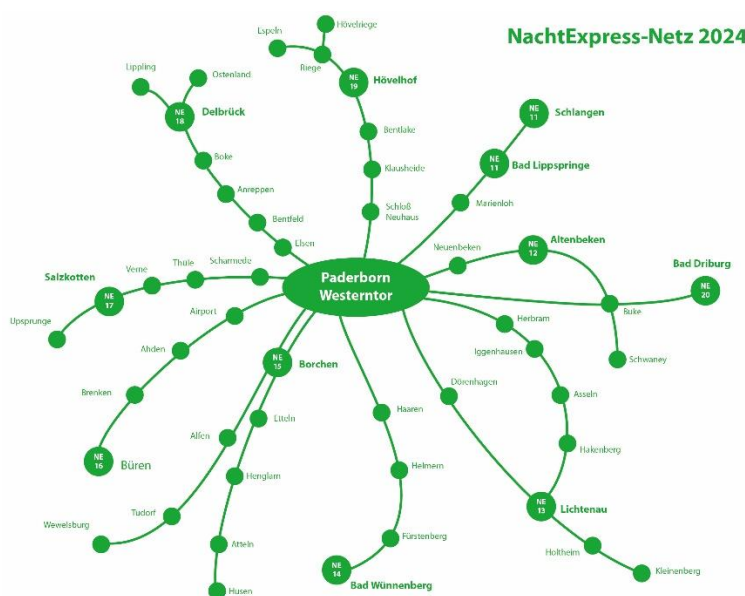 NachtExpress-Netz 2024
Espeln
Hövelriege
Riege
NE
19
Hövelhof
Lippling
Ostenland
NE
18
Delbrück
Bentlake
Boke
Klausheide
Anreppen
Schloß
Neuhaus
Bentfeld
Elsen
NE
11
Schlangen
NE
11
Bad Lippspringe
Marienloh
Neuenbeken
NE
12
Altenbeken
Bad Driburg
NE
20
Buke
Schwaney
Paderborn
Westerntor
Salzkotten
NE
17
Verne
Thüle
Scharmede
Upsprunge
Airport
Ahden
Brenken
NE
16
Büren
NE
15
Borchen
Alfen
Etteln
Tudorf
Henglarn
Wewelsburg
Atteln
Husen
Haaren
Helmern
Fürstenberg
NE
14
Bad Wünnenberg
Herbram
Iggenhausen
Dörenhagen
Asseln
Hakenberg
NE
13
Lichtenau
Holtheim
Kleinenberg